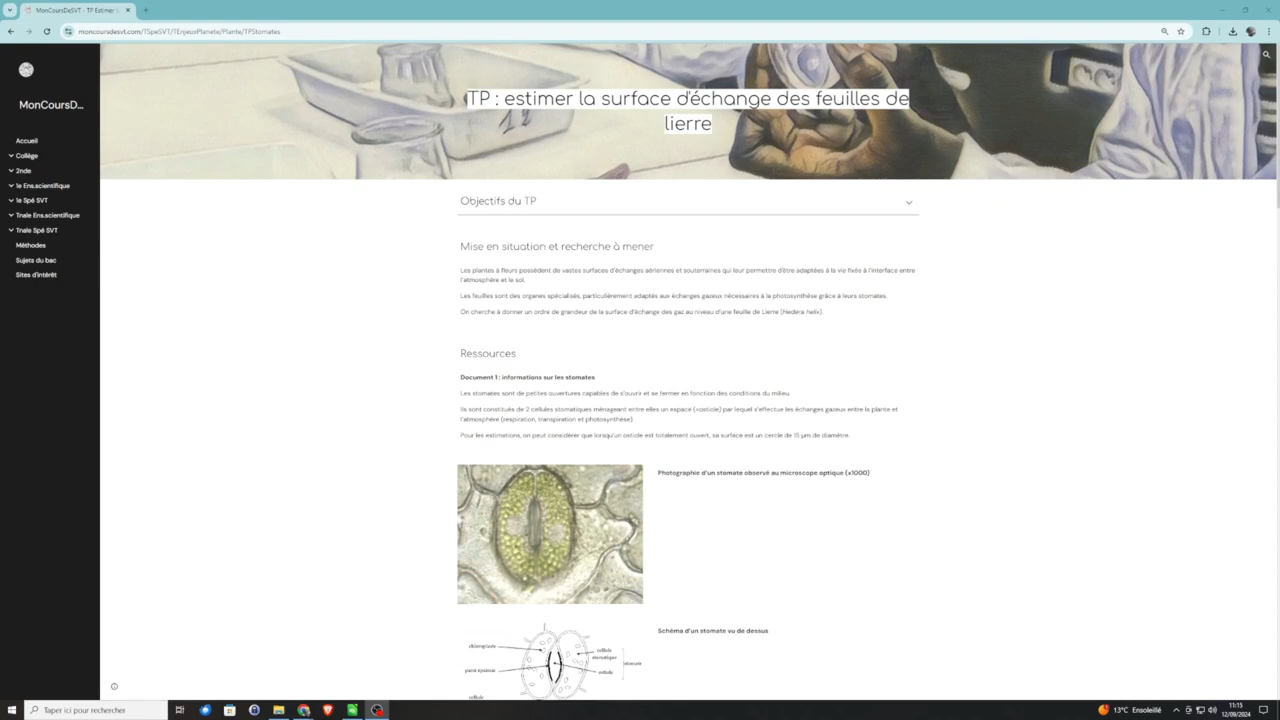 MonCoursDeSVT - TP Estimer l
moncoursdesvt.com/TSpeSVT/TEnjeuxPlanete/Plante/TPStomates
MonCoursD...
Accueil
Collège
2nde
1e Ens.scientifique
1e Spé SVT
Tnale Ens.scientifique
Tnale Spé SVT
Méthodes
Sujets du bac
Sites d'intérêt
TP : estimer la surface d'échange des feuilles de
lierre
Objectifs du TP
Mise en situation et recherche à mener
Les plantes à fleurs possèdent de vastes surfaces d'échanges aériennes et souterraines qui leur permettre d'être adaptées à la vie fixée à l'interface entre
l'atmosphère et le sol.
Les feuilles sont des organes spécialisés, particulièrement adaptés aux échanges gazeux nécessaires à la photosynthèse grâce à leurs stomates.
On cherche à donner un ordre de grandeur de la surface d'échange des gaz au niveau d'une feuille de Lierre (Hedera helix).
Ressources
Document 1 : informations sur les stomates
Les stomates sont de petites ouvertures capables de s'ouvrir et se fermer en fonction des conditions du milieu.
Ils sont constitués de 2 cellules stomatiques ménageant entre elles un espace (=ostiole) par lequel s'effectue les échanges gazeux entre la plante et
l'atmosphère (respiration, transpiration et photosynthèse).
Pour les estimations, on peut considérer que lorsqu'un ostiole est totalement ouvert, sa surface est un cercle de 15 µm de diamètre.
Photographie d'un stomate observé au microscope optique (x1000)
Schéma d'un stomate vu de dessus
chloroplaste
paroi épaissie
cellule
cellule
stomatique
ostiole
stomate
Taper ici pour rechercher
13°C Ensoleillé
11:15
12/09/2024